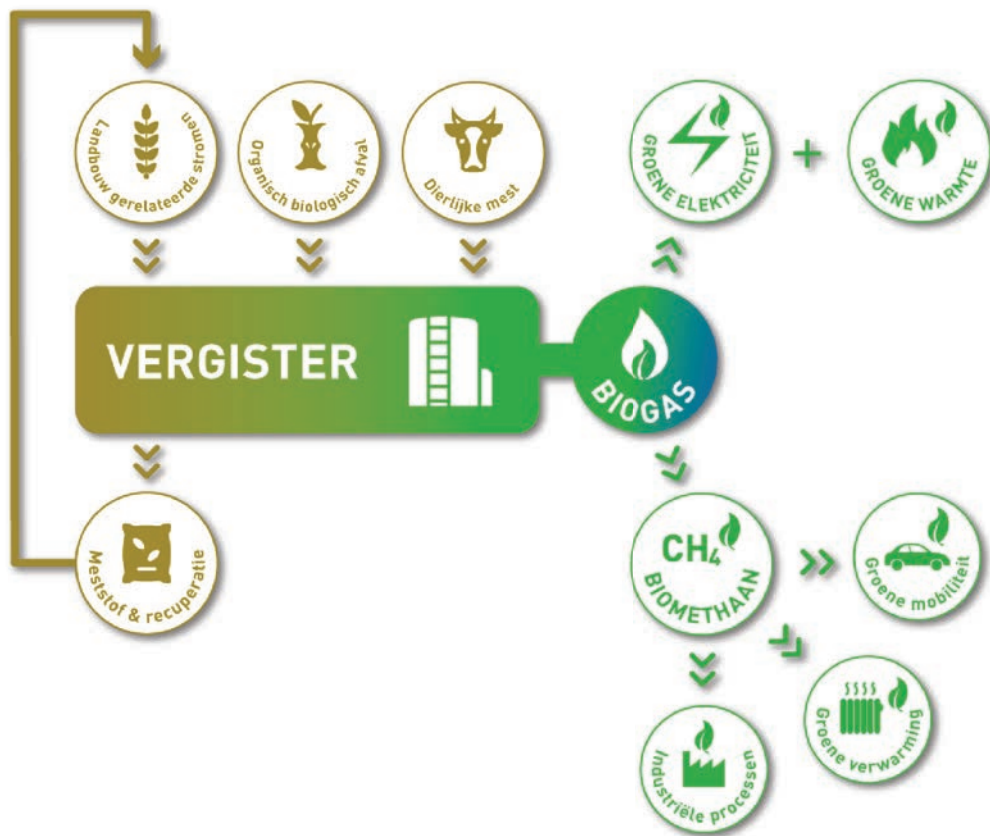 Landbouw gerelateerde stromen
Organisch biologisch afval
Dierlijke mest
GROENE ELEKTRICITEIT
+
GROENE WARMTE
VERGISTER
BIOGAS
Meststof & recuperatie
CH₄
BIOMETHAAN
Groene mobiliteit
Groene verwarming
Industriële processen